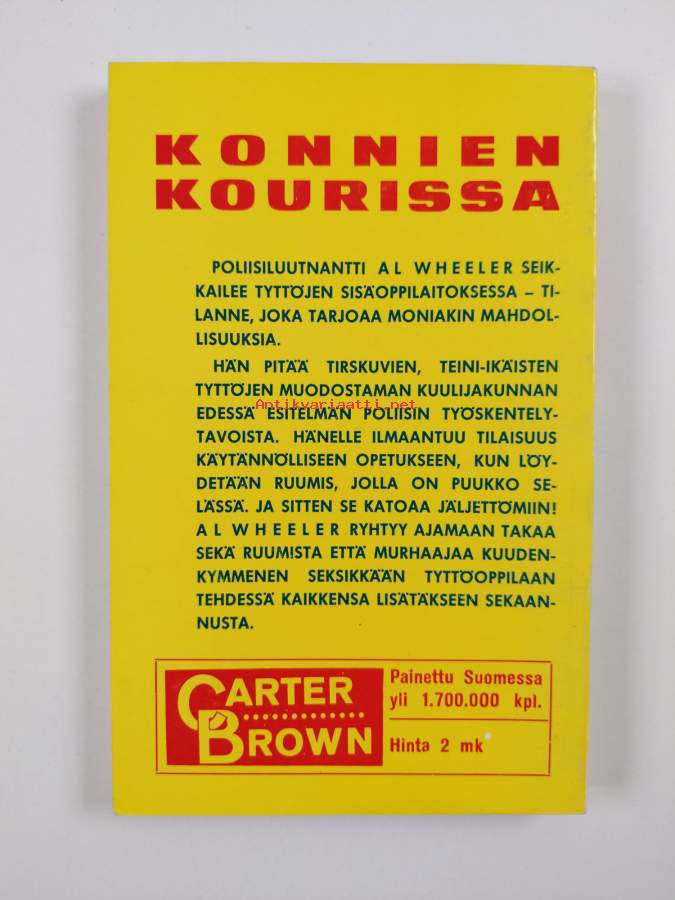 KONNIEN
KOURISSA
POLIISILUUTNANTTI AL WHEELER SEIK-
KAILEE TYTTÖJEN SISÄOPPILAITOKSESSA – TI-
LANNE, JOKA TARJOAA MONIAKIN MAHDOL-
LISUUKSIA.
HÄN PITÄÄ TIRSKUVIEN, TEINI-IKÄISTEN
TYTTÖJEN MUODOSTAMAN KUULIJAKUNNAN
Antikvariaatti.net
EDESSÄ ESITELMÄN POLIISIN TYÖSKENTELY-
TAVOISTA. HÄNELLE ILMAANTUU TILAISUUS
KÄYTÄNNÖLLISEEN OPETUKSEEN, KUN LÖY-
DETÄÄN RUUMIS, JOLLA ON PUUKKO SE-
LÄSSÄ. JA SITTEN SE KATOAA JÄLJETTÖMIIN!
AL WHEELER RYHTYY AJAMAAN TAKAA
SEKÄ RUUMISTA ETTÄ MURHAAJAA KUUDEN-
KYMMENEN SEKSIKKÄÄN TYTTÖOPPILAAN
TEHDESSÄ KAIKKENSA LISÄTÄKSEEN SEKAAN-
NUSTA.
CARTER
BROWN
Painettu Suomessa
yli 1.700.000 kpl.
Hinta 2 mk